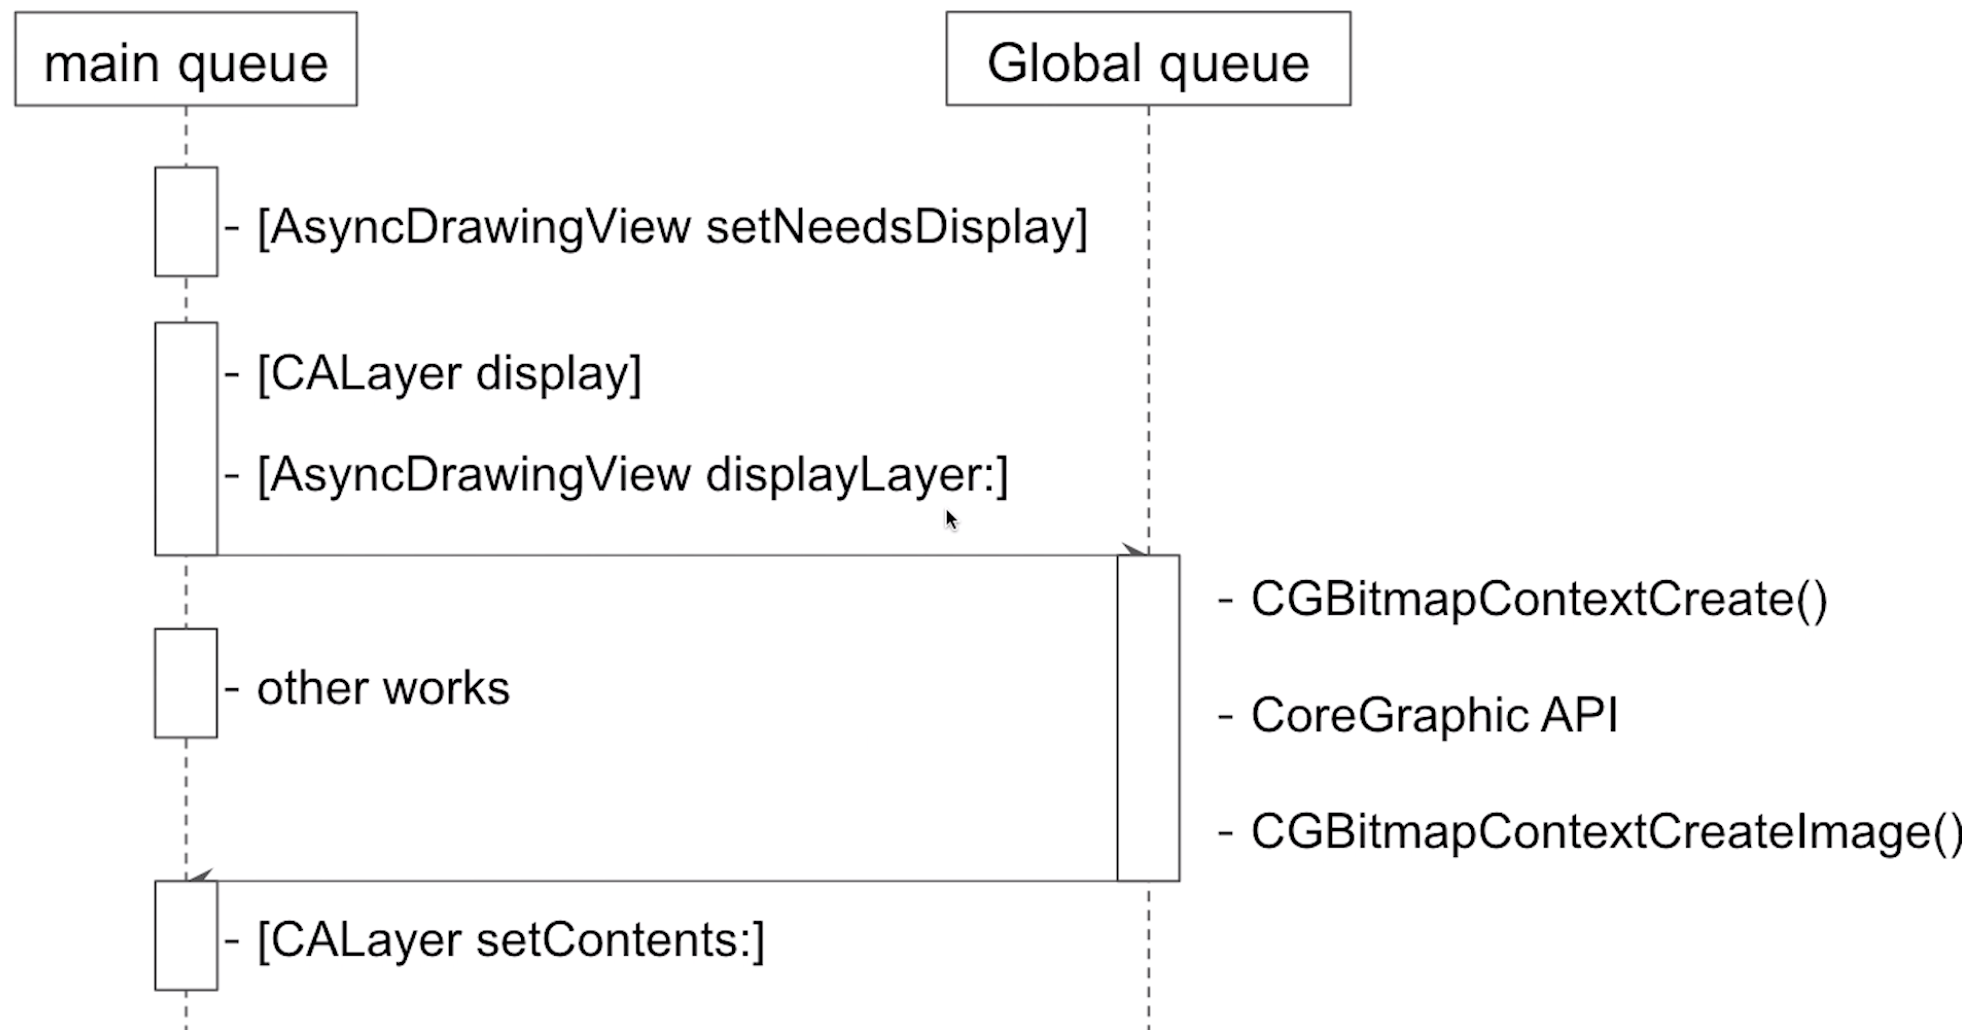 main queue
Global queue
- [AsyncDrawingView setNeedsDisplay]
- [CALayer display]
- [AsyncDrawingView displayLayer:]
- CGBitmapContextCreate()
- other works
- CoreGraphic API
- CGBitmapContextCreateImage()
- [CALayer setContents:]